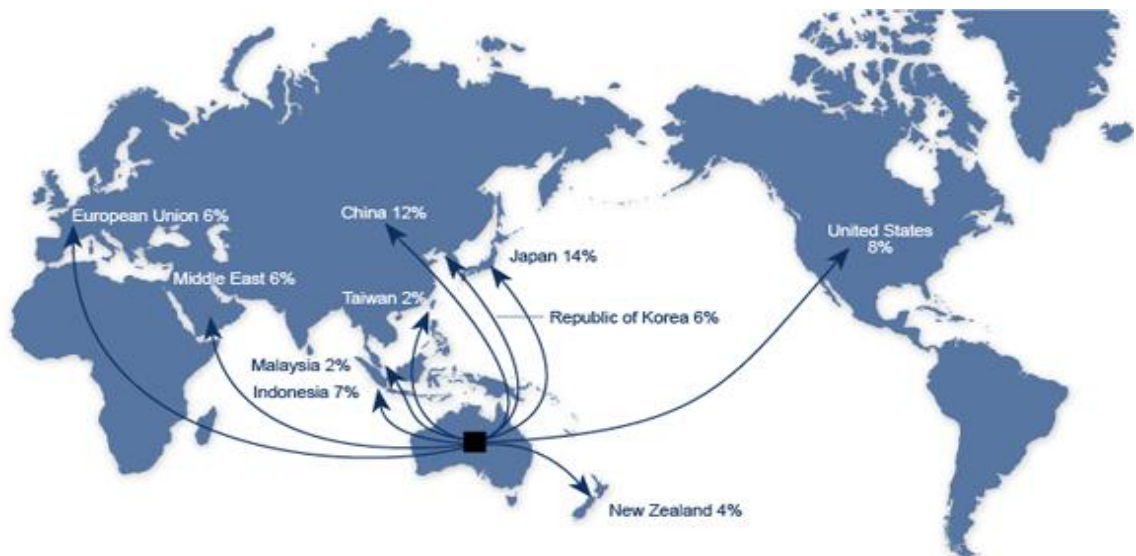 European Union 6%
China 12%
United States
8%
Japan 14%
Middle East 6%
Taiwan 2%
Republic of Korea 6%
Malaysia 2%
Indonesia 7%
New Zealand 4%